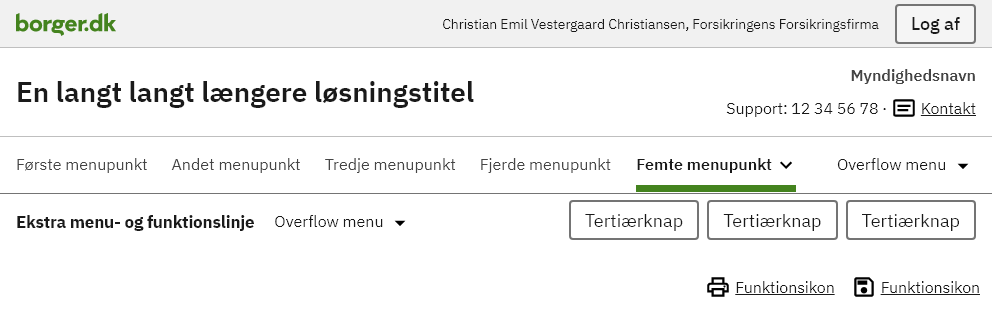 borger.dk Christian Emil Vestergaard Christiansen, Forsikringens Forsikringsfirma Log af
Myndighedsnavn
En langt langt længere løsningstitel
Support: 12 34 56 78 · Kontakt
Første menupunkt Andet menupunkt Tredje menupunkt Fjerde menupunkt Femte menupunkt Overflow menu
Ekstra menu- og funktionslinje Overflow menu Tertiærknap Tertiærknap Tertiærknap
Funktionsikon Funktionsikon